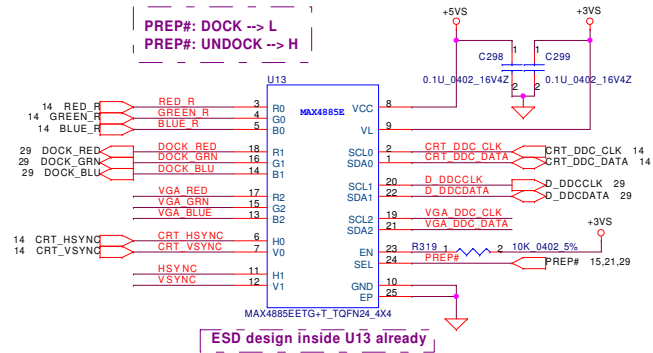 PREP#: DOCK --> L
PREP#: UNDOCK --> H
+5VS
+3VS
C298
C299
1
1
2
2
0.1U_0402_16V4Z
0.1U_0402_16V4Z
U13
MAX4885E
14 RED_R RED_R 3 R0
14 GREEN_R GREEN_R 4 G0
14 BLUE_R BLUE_R 5 B0
29 DOCK_RED DOCK_RED 18 R1
29 DOCK_GRN DOCK_GRN 16 G1
29 DOCK_BLU DOCK_BLU 14 B1
VGA_RED 17 R2
VGA_GRN 15 G2
VGA_BLUE 13 B2
14 CRT_HSYNC CRT_HSYNC 6 H0
14 CRT_VSYNC CRT_VSYNC 7 V0
HSYNC 11 H1
VSYNC 12 V1
VCC 8
VL 9
SCL0 1 CRT_DDC_CLK CRT_DDC_CLK 14
SDA0 2 CRT_DDC_DATA CRT_DDC_DATA 14
SCL1 20 D_DDCCLK D_DDCCLK 29
SDA1 22 D_DDCDATA D_DDCDATA 29
SCL2 19 VGA_DDC_CLK
SDA2 21 VGA_DDC_DATA
+3VS
EN 23 R319 1 2 10K_0402_5%
SEL 24 PREP# PREP# 15,21,29
GND 10
EP 25
MAX4885EETG+T_TQFN24_4X4
ESD design inside U13 already